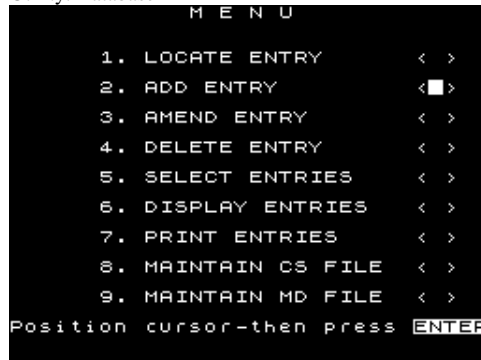 M E N U
1. LOCATE ENTRY < >
2. ADD ENTRY < >
3. AMEND ENTRY < >
4. DELETE ENTRY < >
5. SELECT ENTRIES < >
6. DISPLAY ENTRIES < >
7. PRINT ENTRIES < >
8. MAINTAIN CS FILE < >
9. MAINTAIN MD FILE < >
Position cursor-then press ENTER